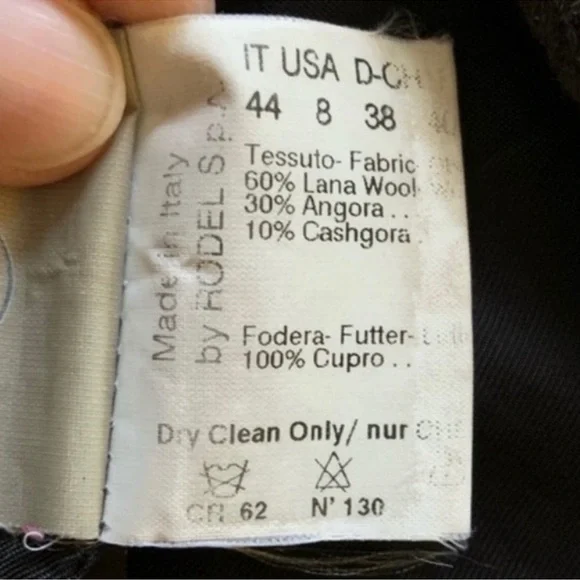 IT USA D-CH
44 8 38 40
Tessuto- Fabric
60% Lana Wool
30% Angora . .
10% Cashgora .
Fodera- Futter-
100% Cupro . .
Dry Clean Only/ nur
CR 62 N' 130
Made in Italy
by RODEL S.p.A.